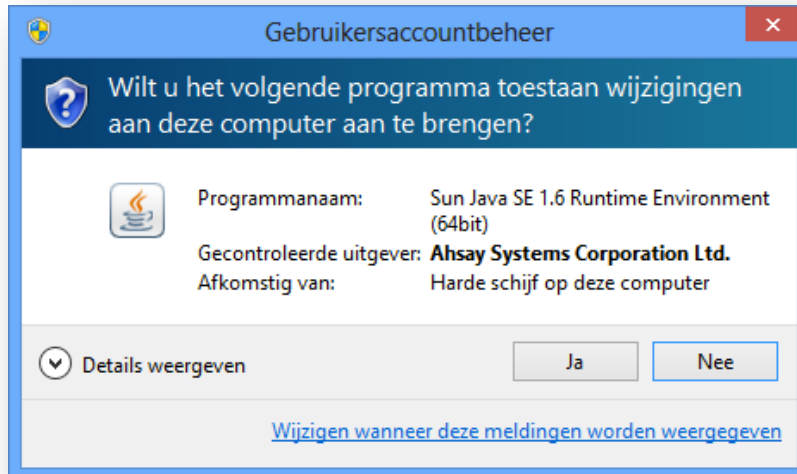 Gebruikersaccountbeheer
Wilt u het volgende programma toestaan wijzigingen
aan deze computer aan te brengen?
Programmanaam: Sun Java SE 1.6 Runtime Environment
(64bit)
Gecontroleerde uitgever: Ahsay Systems Corporation Ltd.
Afkomstig van: Harde schijf op deze computer
Details weergeven Ja Nee
Wijzigen wanneer deze meldingen worden weergegeven